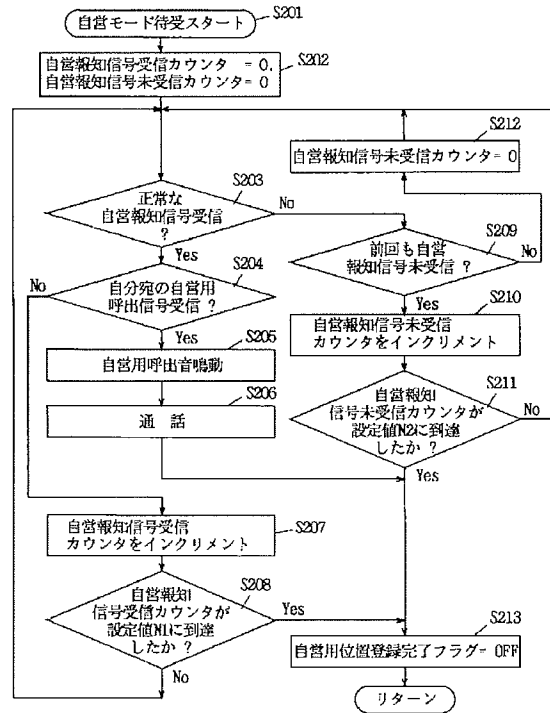 自営モード待受スタート
S201
自営報知信号受信カウンタ = 0,
自営報知信号未受信カウンタ = 0
S202
S212
自営報知信号未受信カウンタ= 0
正常な
自営報知信号受信
?
S203
No
Yes
前回も自営
報知信号未受信 ?
S209
No
Yes
自分宛の自営用
呼出信号受信 ?
S204
No
Yes
自営報知信号未受信
カウンタをインクリメント
S210
自営用呼出音鳴動
S205
通 話
S206
自営報知
信号未受信カウンタが
設定値N2に到達
したか ?
S211
No
Yes
自営報知信号受信
カウンタをインクリメント
S207
自営報知
信号受信カウンタが
設定値N1に到達
したか ?
S208
Yes
No
自営用位置登録完了フラグ= OFF
S213
リターン